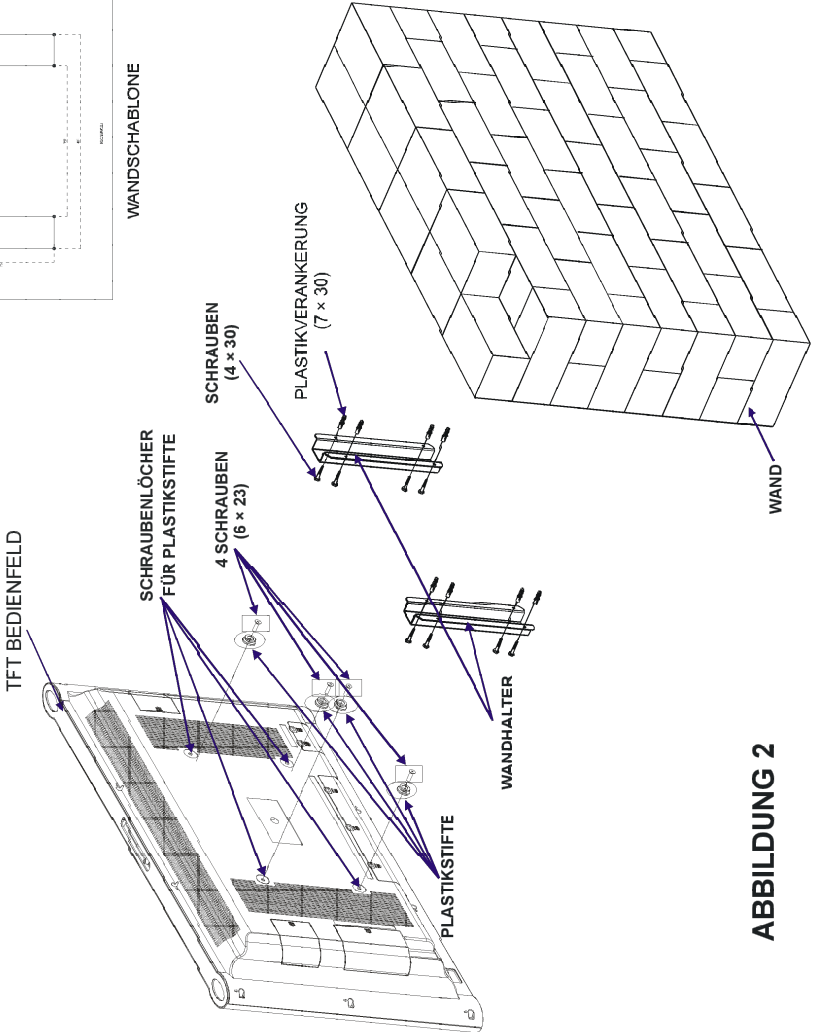 TFT BEDIENFELD
SCHRAUBENLÖCHER
FÜR PLASTIKSTIFTE
4 SCHRAUBEN
(6 × 23)
SCHRAUBEN
(4 × 30)
PLASTIKVERANKERUNG
(7 × 30)
WANDSCHABLONE
PLASTIKSTIFTE
WANDHALTER
WAND
ABBILDUNG 2